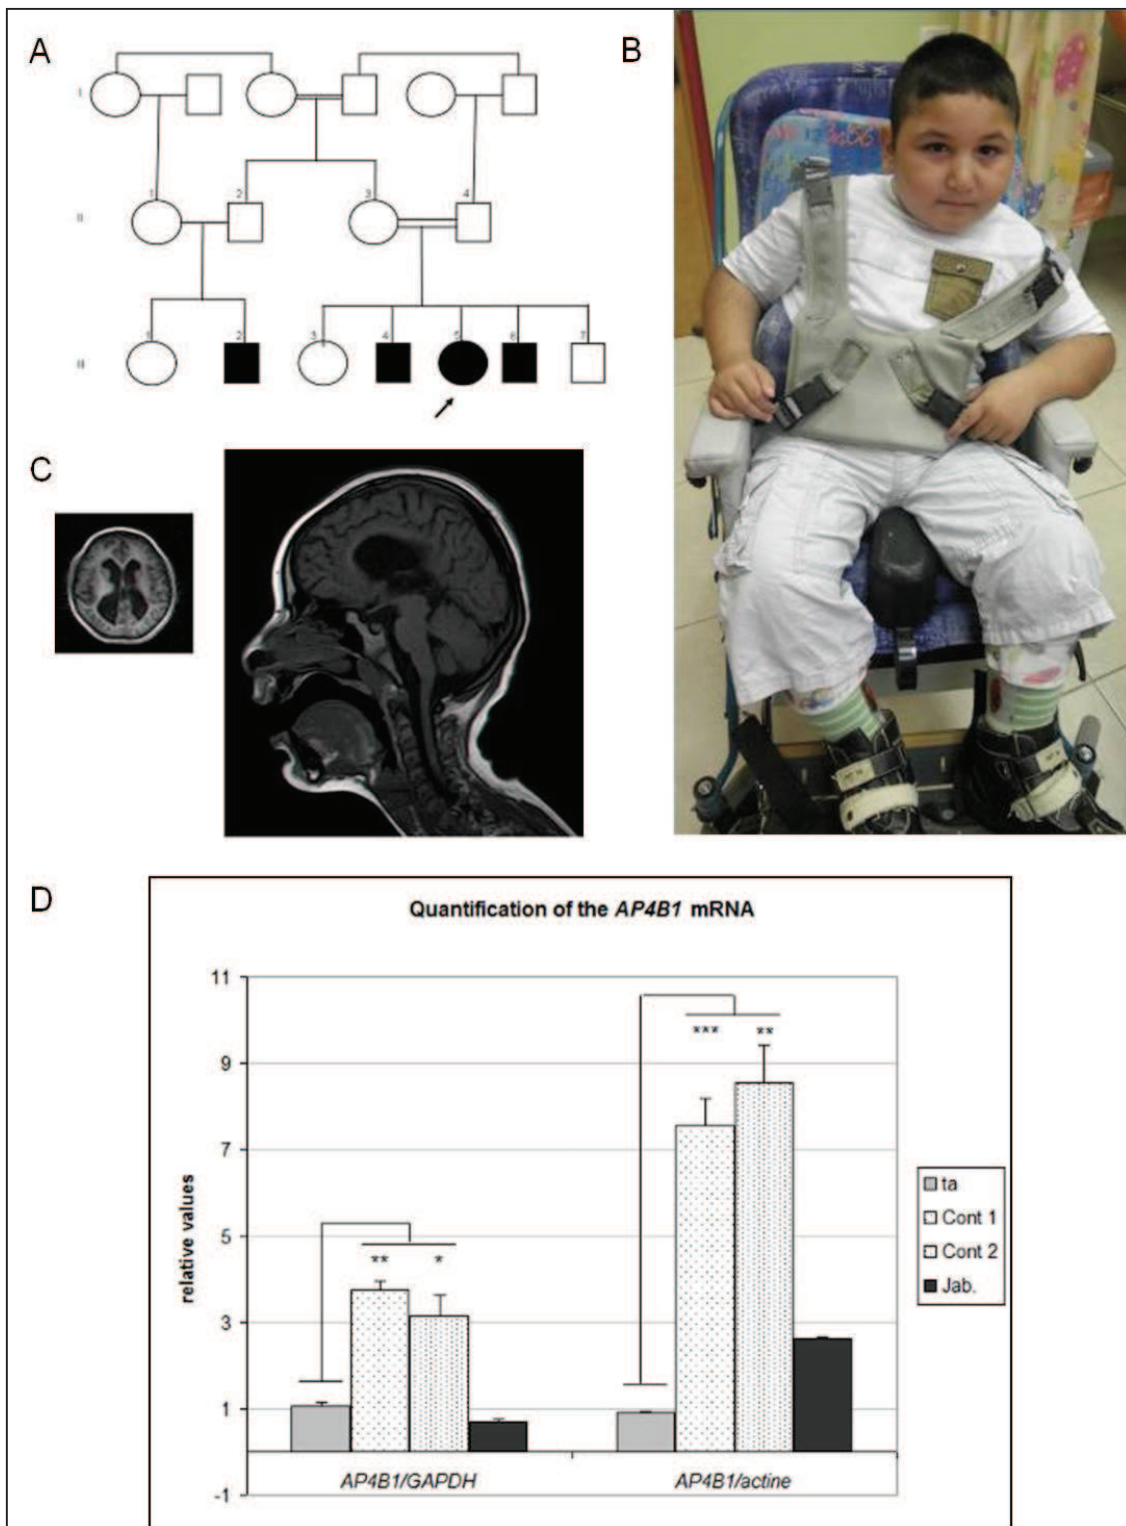 A
B
I
1
2
3
4
II
1
2
3
4
5
6
7
III
C
D
Quantification of the AP4B1 mRNA
11
9
7
5
3
1
-1
relative values
***
**
**
*
AP4B1/GAPDH
AP4B1/actine
ta
Cont 1
Cont 2
Jab.